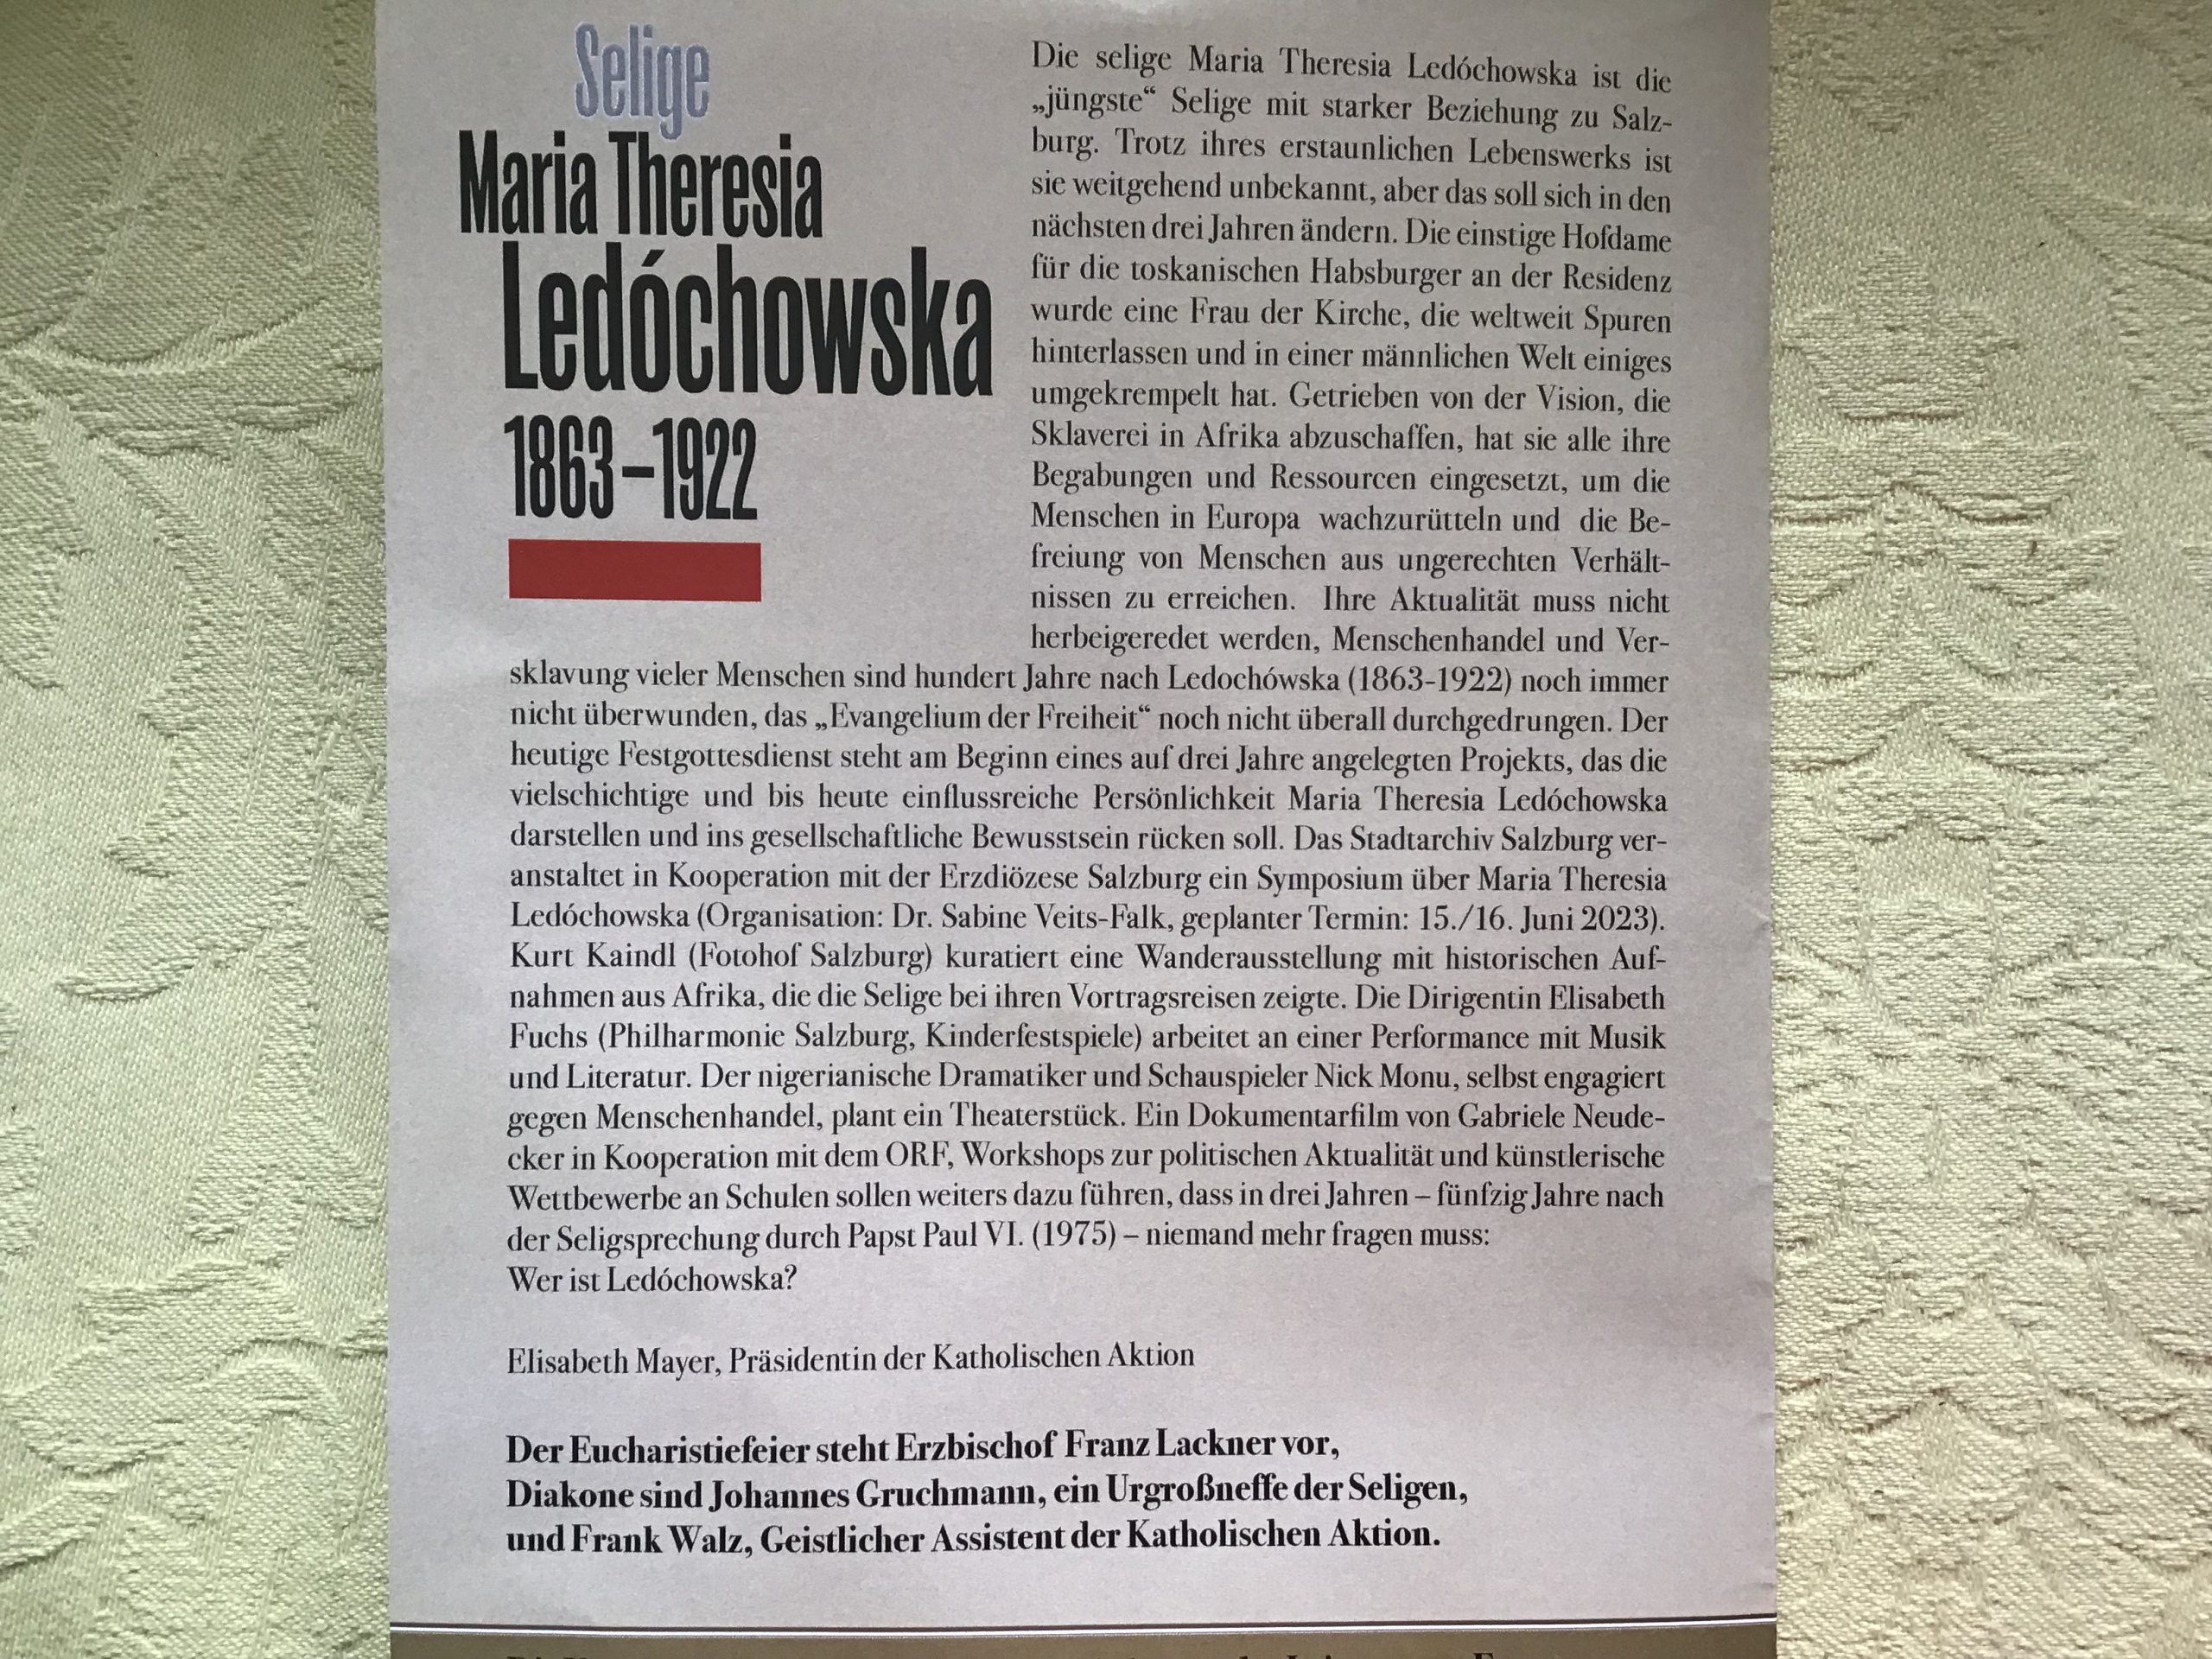 Selige
Maria Theresia
Ledóchowska
1863–1922
Die selige Maria Theresia Ledóchowska ist die
„jüngste“ Selige mit starker Beziehung zu Salz-
burg. Trotz ihres erstaunlichen Lebenswerks ist
sie weitgehend unbekannt, aber das soll sich in den
nächsten drei Jahren ändern. Die einstige Hofdame
für die toskanischen Habsburger an der Residenz
wurde eine Frau der Kirche, die weltweit Spuren
hinterlassen und in einer männlichen Welt einiges
umgekrempelt hat. Getrieben von der Vision, die
Sklaverei in Afrika abzuschaffen, hat sie alle ihre
Begabungen und Ressourcen eingesetzt, um die
Menschen in Europa wachzurütteln und die Be-
freiung von Menschen aus ungerechten Verhält-
nissen zu erreichen. Ihre Aktualität muss nicht
herbeigeredet werden, Menschenhandel und Ver-
sklavung vieler Menschen sind hundert Jahre nach Ledochówska (1863-1922) noch immer
nicht überwunden, das „Evangelium der Freiheit“ noch nicht überall durchgedrungen. Der
heutige Festgottesdienst steht am Beginn eines auf drei Jahre angelegten Projekts, das die
vielschichtige und bis heute einflussreiche Persönlichkeit Maria Theresia Ledóchowska
darstellen und ins gesellschaftliche Bewusstsein rücken soll. Das Stadtarchiv Salzburg ver-
anstaltet in Kooperation mit der Erzdiözese Salzburg ein Symposium über Maria Theresia
Ledóchowska (Organisation: Dr. Sabine Veits-Falk, geplanter Termin: 15./16. Juni 2023).
Kurt Kaindl (Fotohof Salzburg) kuratiert eine Wanderausstellung mit historischen Auf-
nahmen aus Afrika, die die Selige bei ihren Vortragsreisen zeigte. Die Dirigentin Elisabeth
Fuchs (Philharmonie Salzburg, Kinderfestspiele) arbeitet an einer Performance mit Musik
und Literatur. Der nigerianische Dramatiker und Schauspieler Nick Monu, selbst engagiert
gegen Menschenhandel, plant ein Theaterstück. Ein Dokumentarfilm von Gabriele Neude-
cker in Kooperation mit dem ORF, Workshops zur politischen Aktualität und künstlerische
Wettbewerbe an Schulen sollen weiters dazu führen, dass in drei Jahren – fünfzig Jahre nach
der Seligsprechung durch Papst Paul VI. (1975) – niemand mehr fragen muss:
Wer ist Ledóchowska?
Elisabeth Mayer, Präsidentin der Katholischen Aktion
Der Eucharistiefeier steht Erzbischof Franz Lackner vor,
Diakone sind Johannes Gruchmann, ein Urgroßneffe der Seligen,
und Frank Walz, Geistlicher Assistent der Katholischen Aktion.